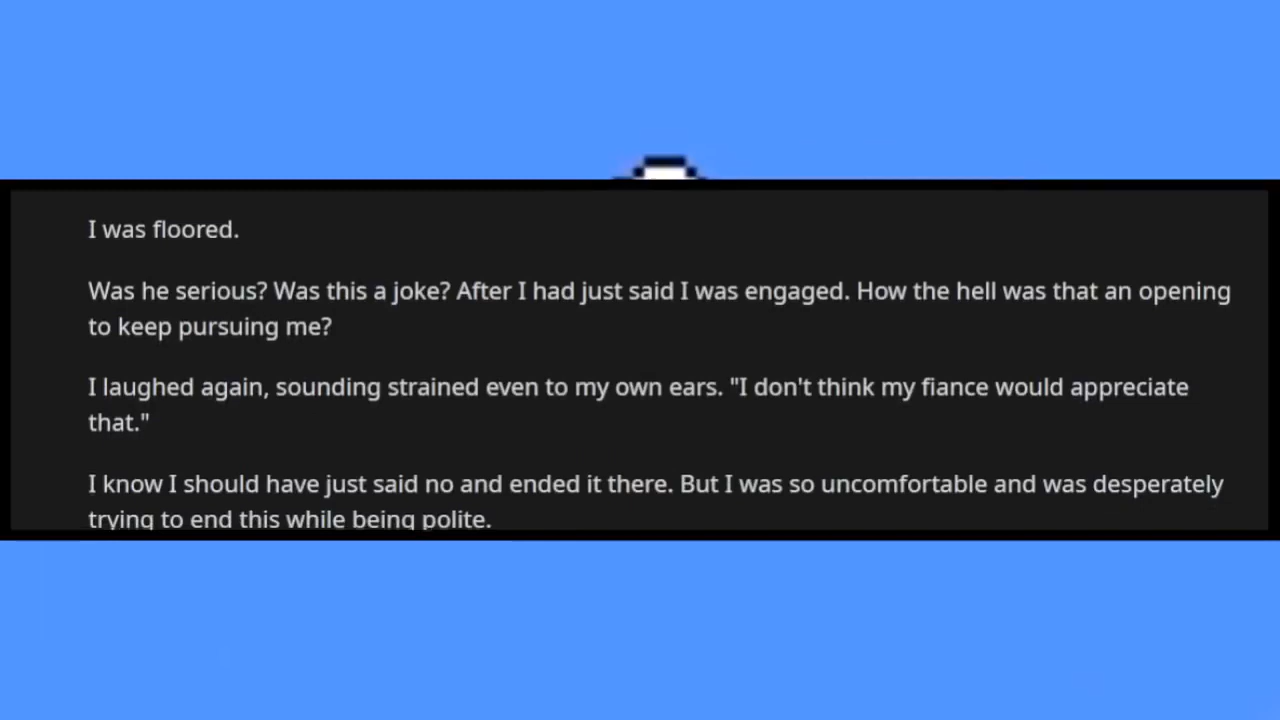 I was floored.
Was he serious? Was this a joke? After I had just said I was engaged. How the hell was that an opening
to keep pursuing me?
I laughed again, sounding strained even to my own ears. "I don't think my fiance would appreciate
that."
I know I should have just said no and ended it there. But I was so uncomfortable and was desperately
trying to end this while being polite.